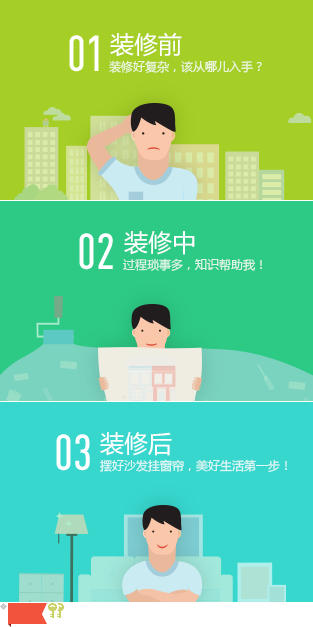 01 装修前
装修好复杂，该从哪儿入手？
02 装修中
过程琐事多，知识帮助我！
03 装修后
摆好沙发挂窗帘，美好生活第一步！